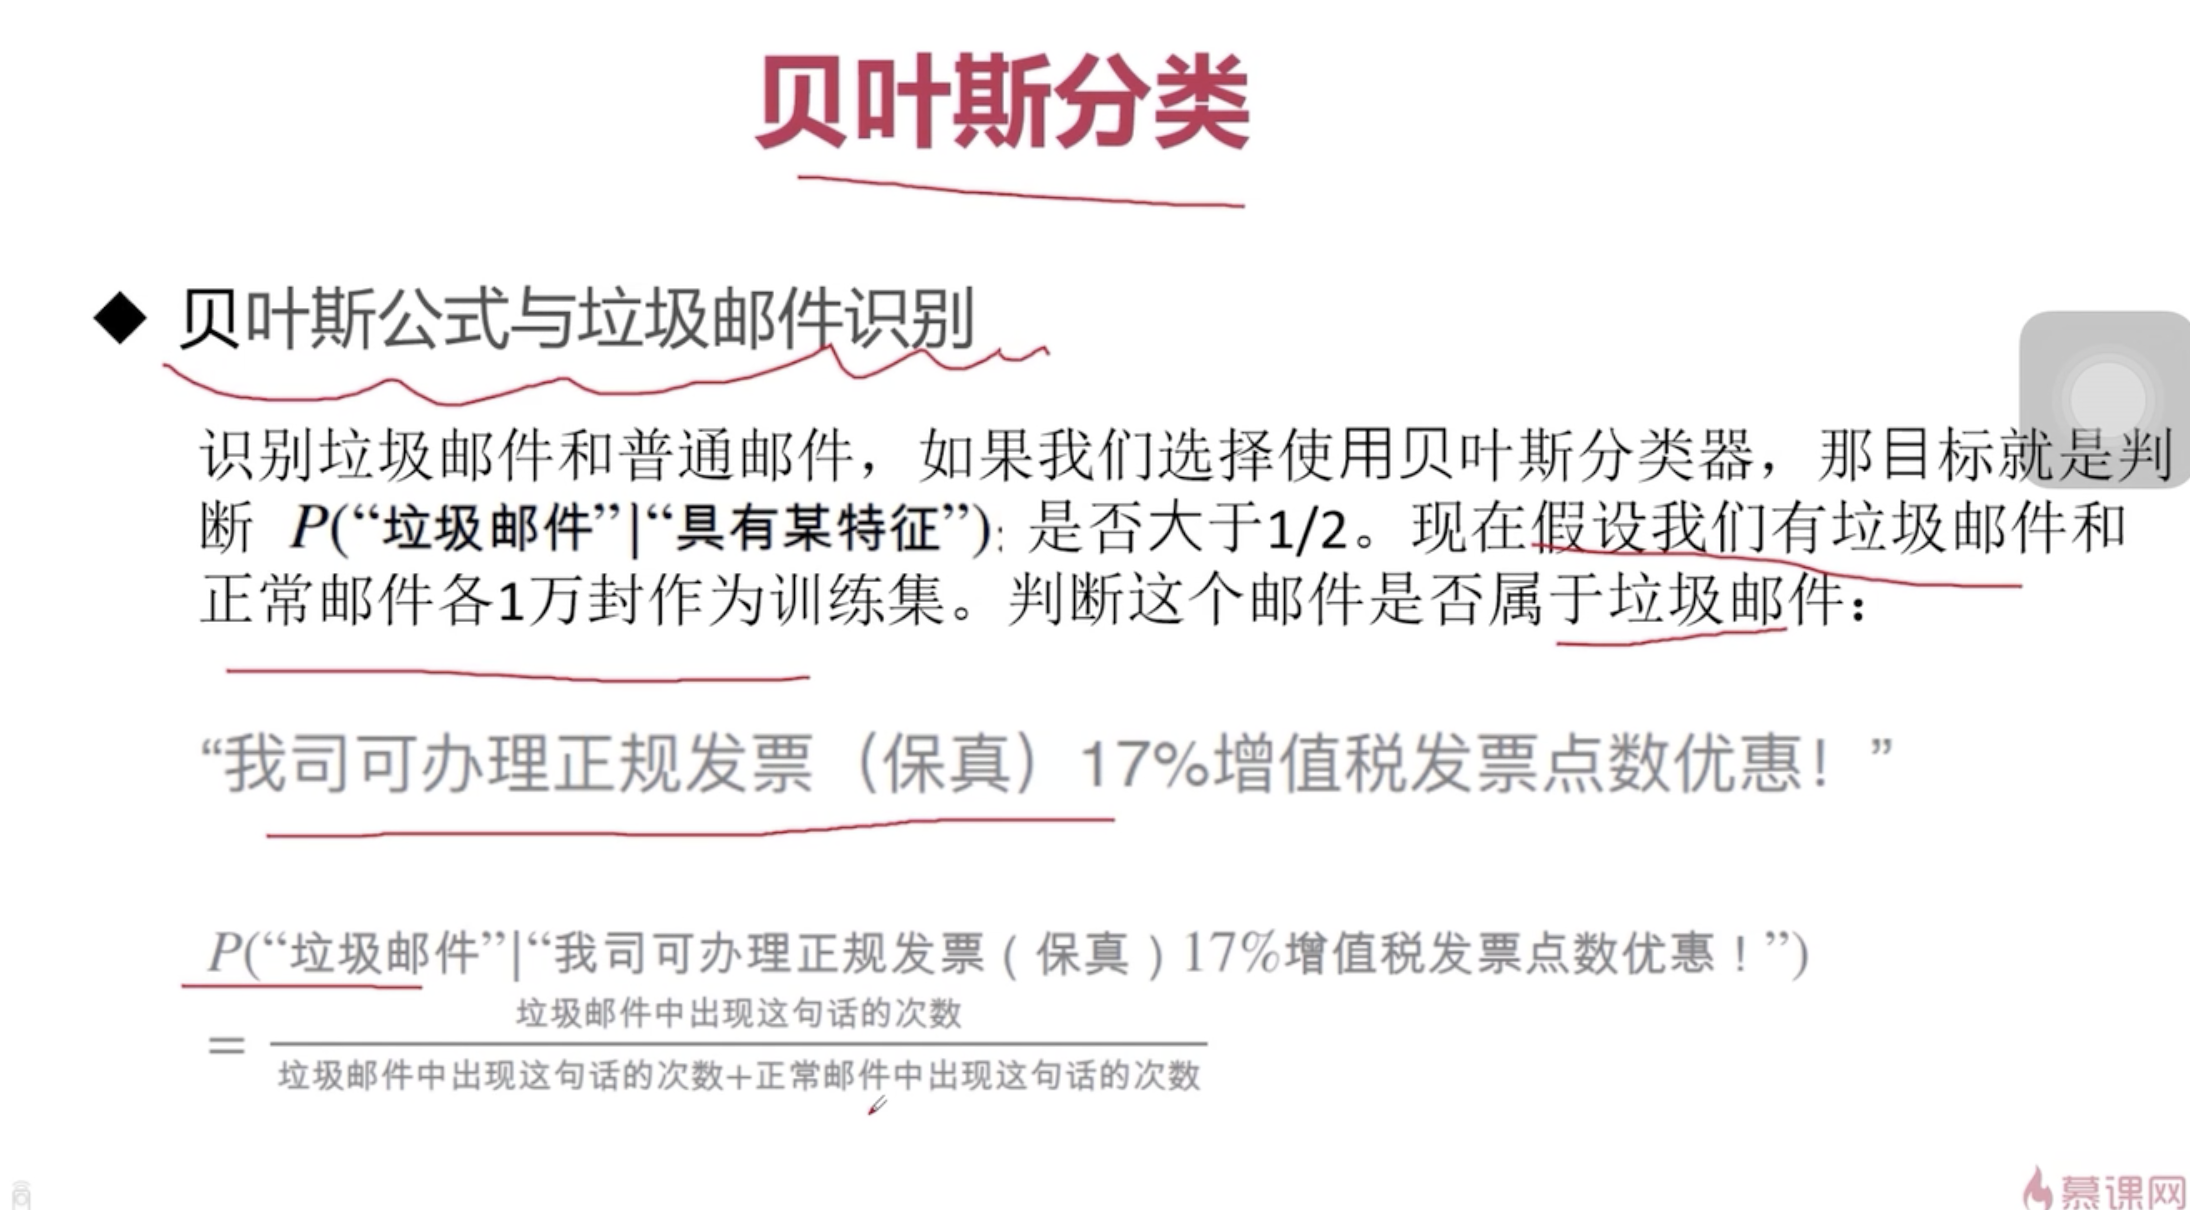 贝叶斯分类
◆ 贝叶斯公式与垃圾邮件识别
识别垃圾邮件和普通邮件，如果我们选择使用贝叶斯分类器，那目标就是判
断 P(“垃圾邮件”|“具有某特征”); 是否大于1/2。现在假设我们有垃圾邮件和
正常邮件各1万封作为训练集。判断这个邮件是否属于垃圾邮件：
“我司可办理正规发票（保真）17%增值税发票点数优惠！”
P(“垃圾邮件”|“我司可办理正规发票（保真）17%增值税发票点数优惠！”)
垃圾邮件中出现这句话的次数
=
垃圾邮件中出现这句话的次数+正常邮件中出现这句话的次数
慕课网